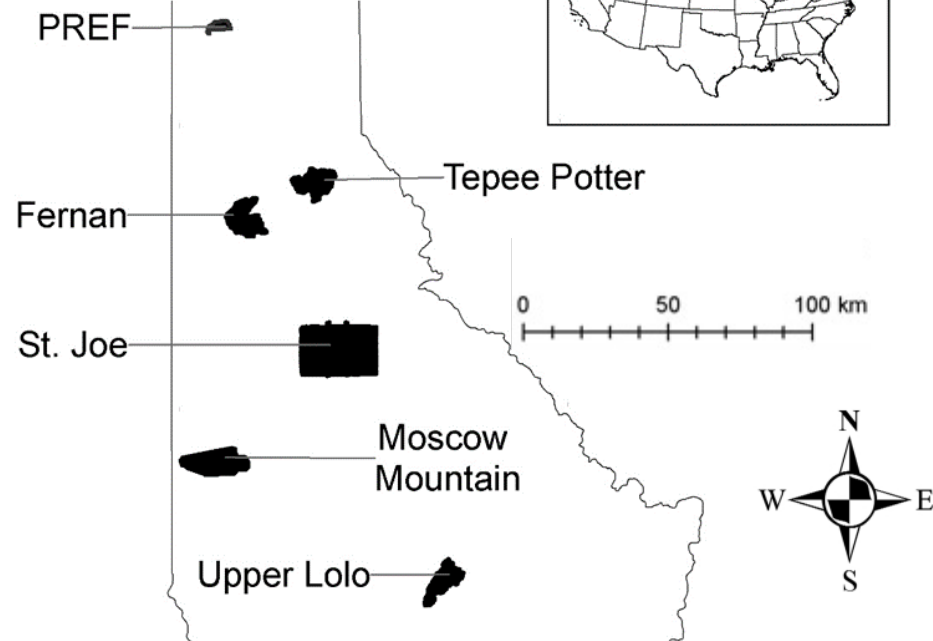 PREF
Tepee Potter
Fernan
0 50 100 km
St. Joe
Moscow
Mountain
N
W E
S
Upper Lolo